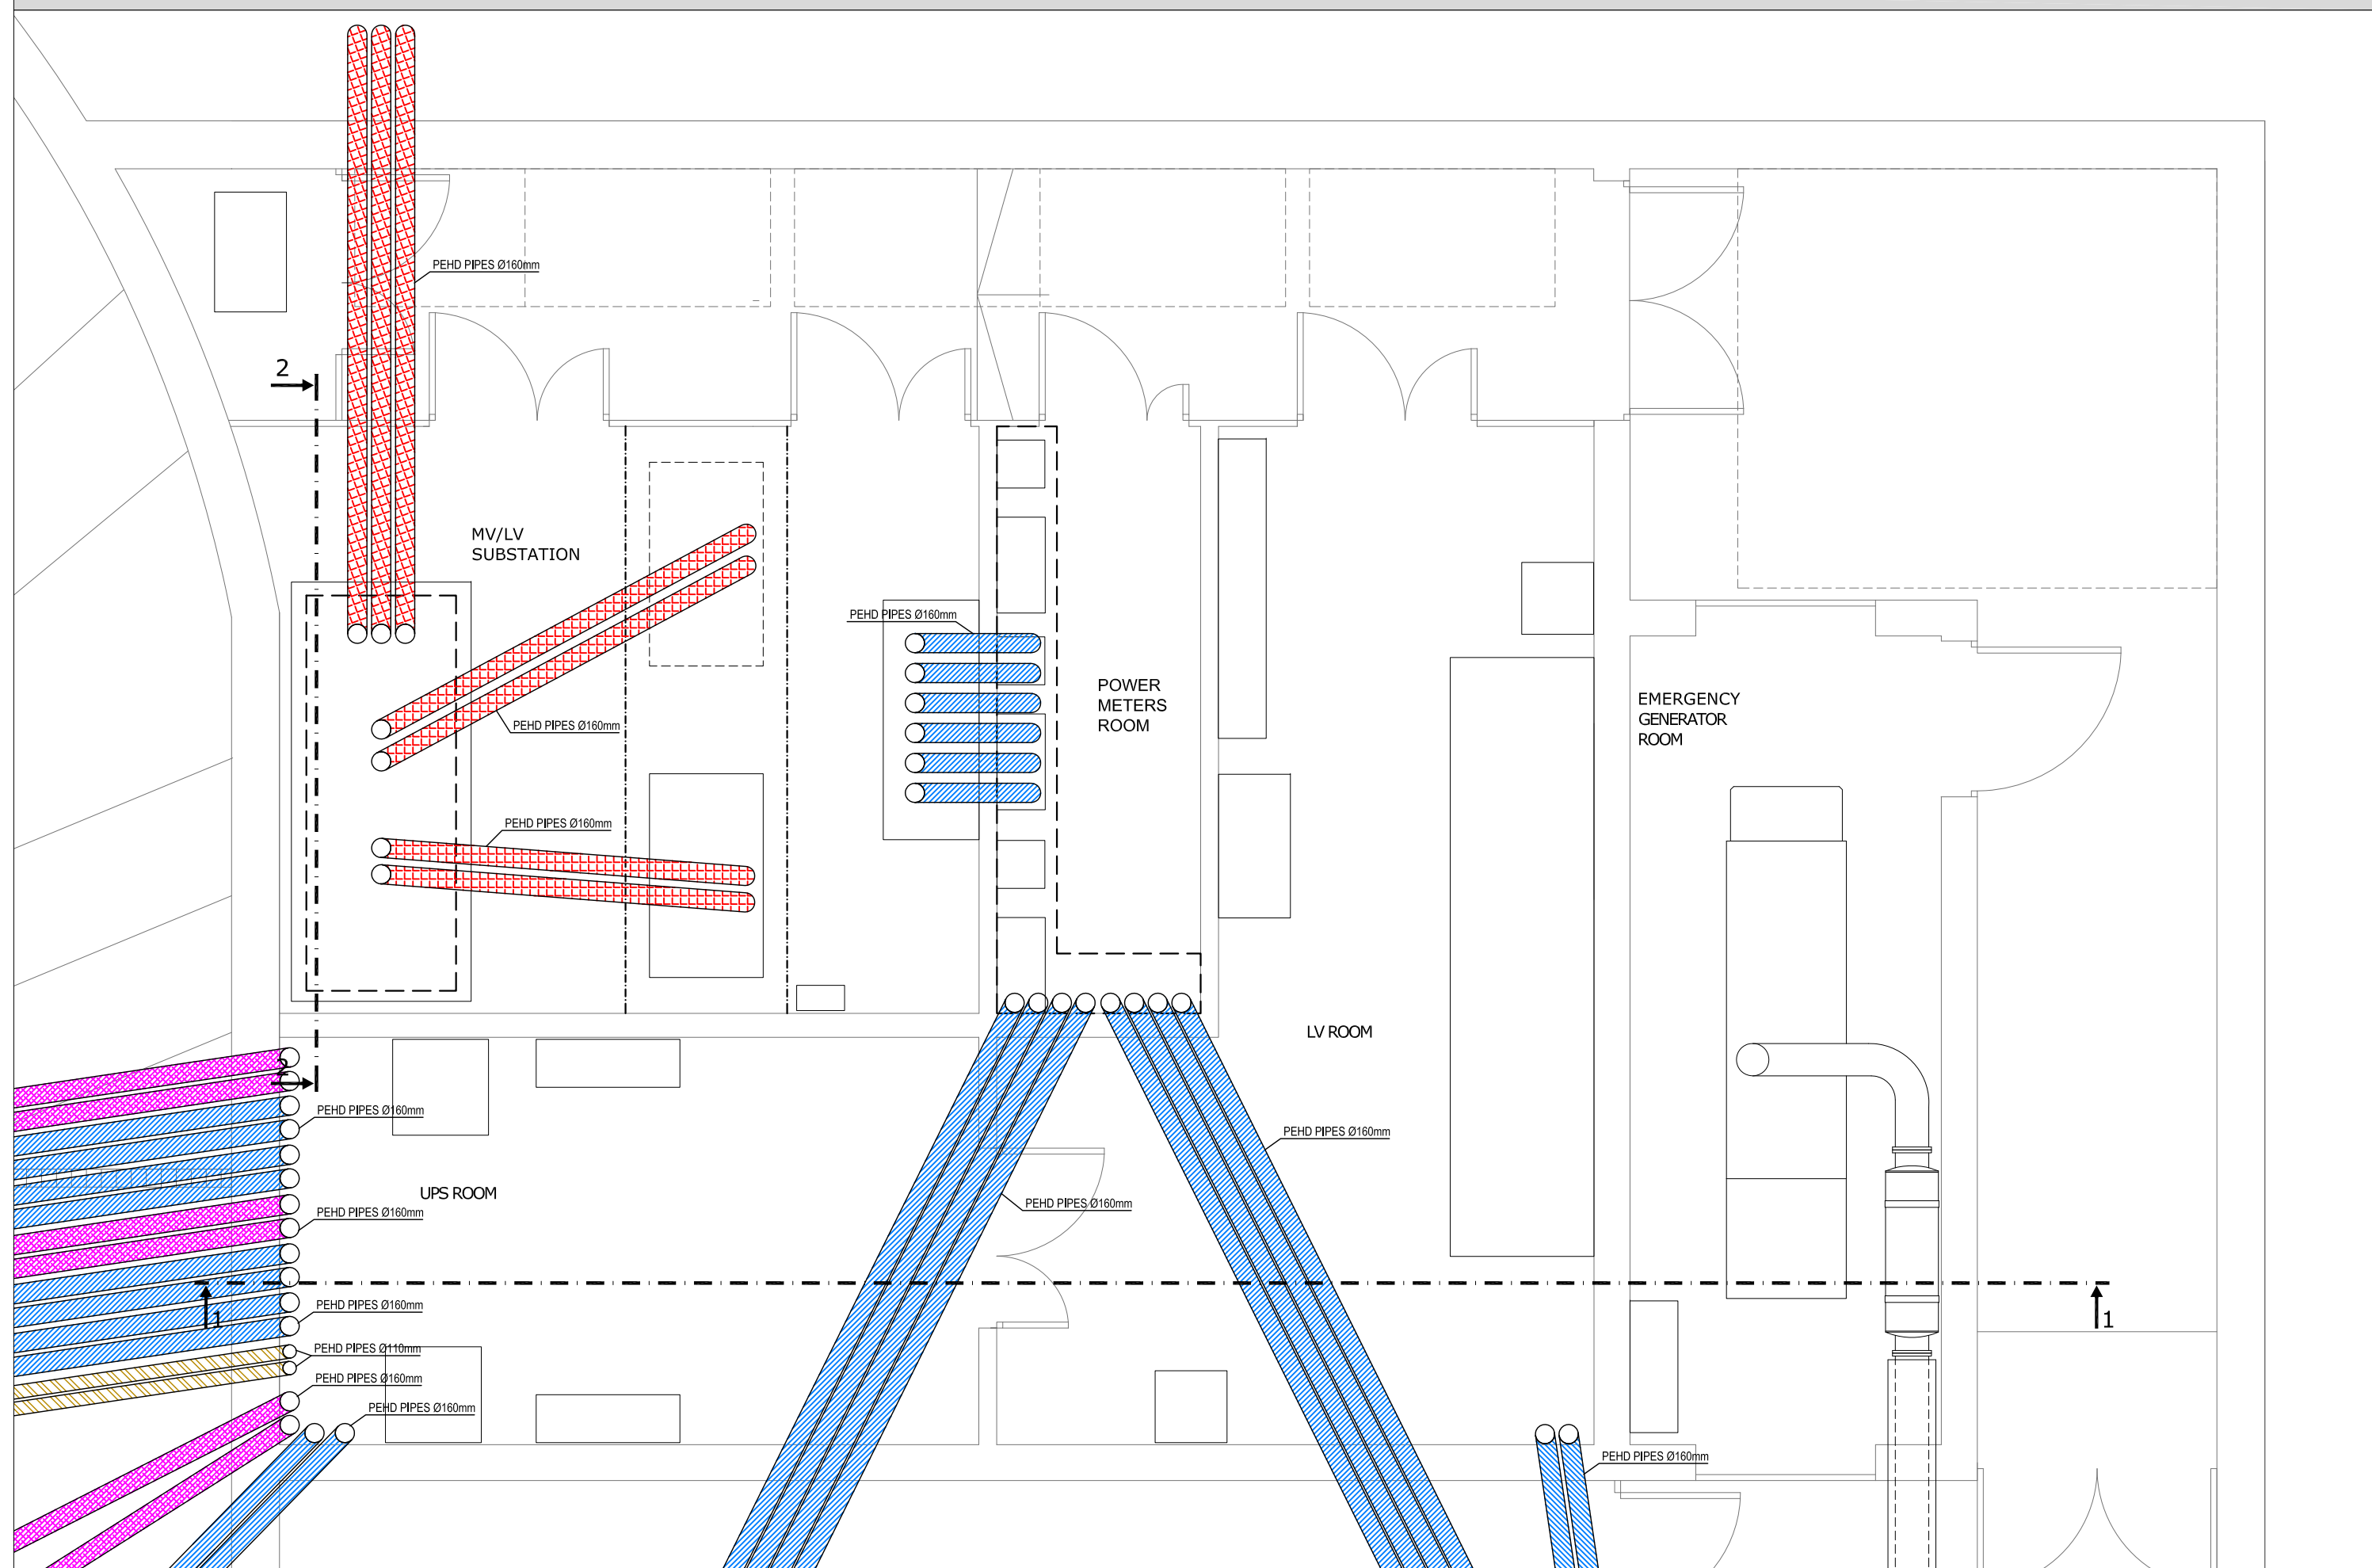 PEHD PIPES Ø160mm
2
MV/LV
SUBSTATION
PEHD PIPES Ø160mm
POWER
METERS
ROOM
EMERGENCY
GENERATOR
ROOM
PEHD PIPES Ø160mm
PEHD PIPES Ø160mm
LV ROOM
2
PEHD PIPES Ø160mm
PEHD PIPES Ø160mm
UPS ROOM
PEHD PIPES Ø160mm
PEHD PIPES Ø160mm
PEHD PIPES Ø160mm
1
1
PEHD PIPES Ø110mm
PEHD PIPES Ø160mm
PEHD PIPES Ø160mm
PEHD PIPES Ø160mm